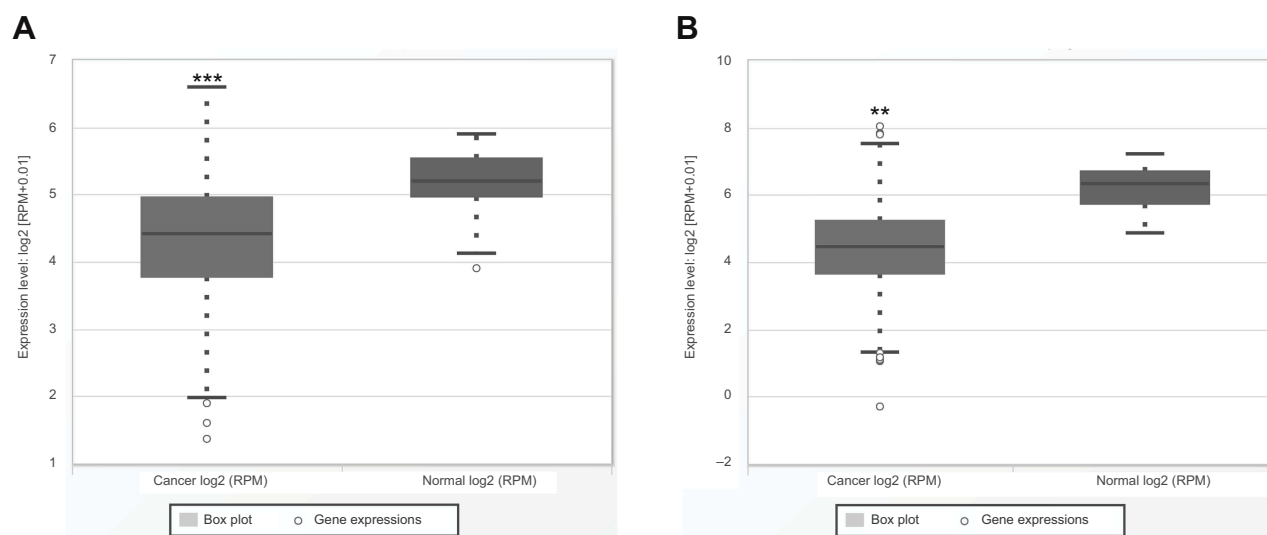 A
Expression level: log2 [RPM+0.01]
7
6
5
4
3
2
1
***
Cancer log2 (RPM)
Normal log2 (RPM)
Box plot
Gene expressions
B
Expression level: log2 [RPM+0.01]
10
8
6
4
2
0
–2
**
Cancer log2 (RPM)
Normal log2 (RPM)
Box plot
Gene expressions